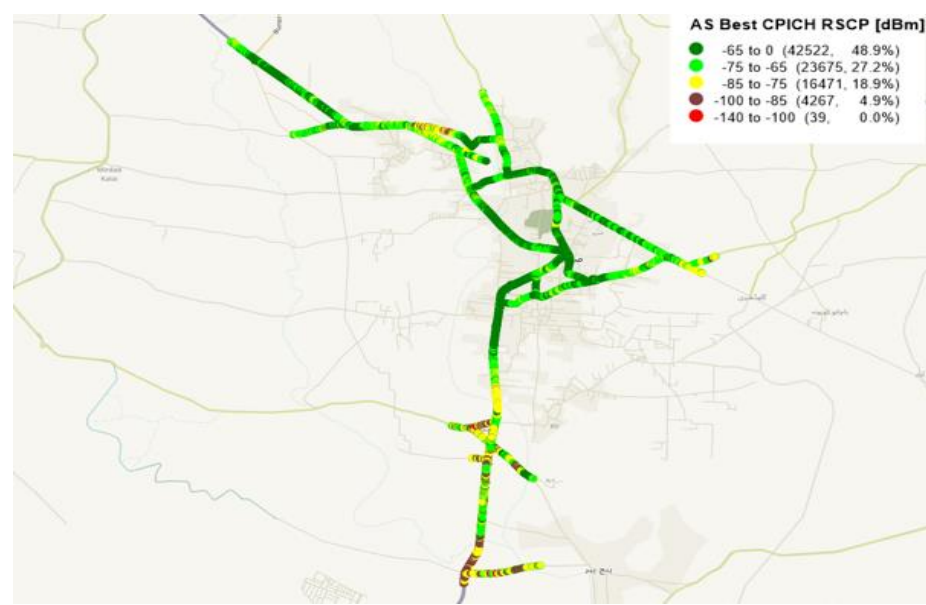 AS Best CPICH RSCP [dBm]
-65 to 0 (42522, 48.9%)
-75 to -65 (23675, 27.2%)
-85 to -75 (16471, 18.9%)
-100 to -85 (4267, 4.9%)
-140 to -100 (39, 0.0%)